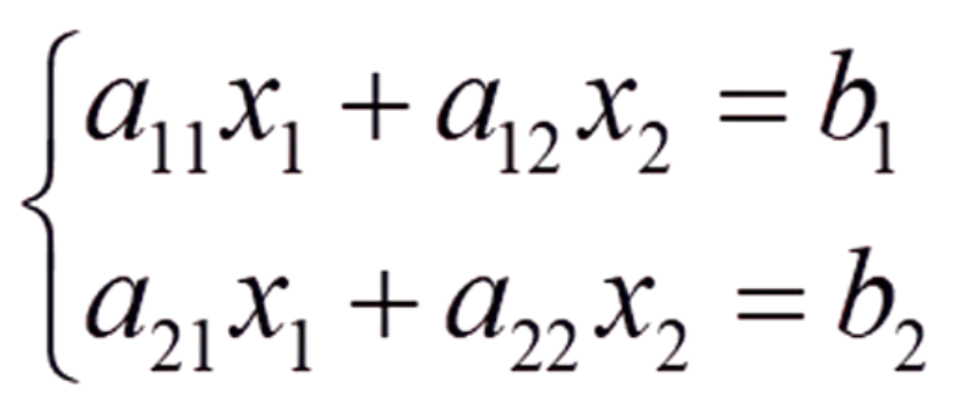 a₁₁x₁ + a₁₂x₂ = b₁
a₂₁x₁ + a₂₂x₂ = b₂